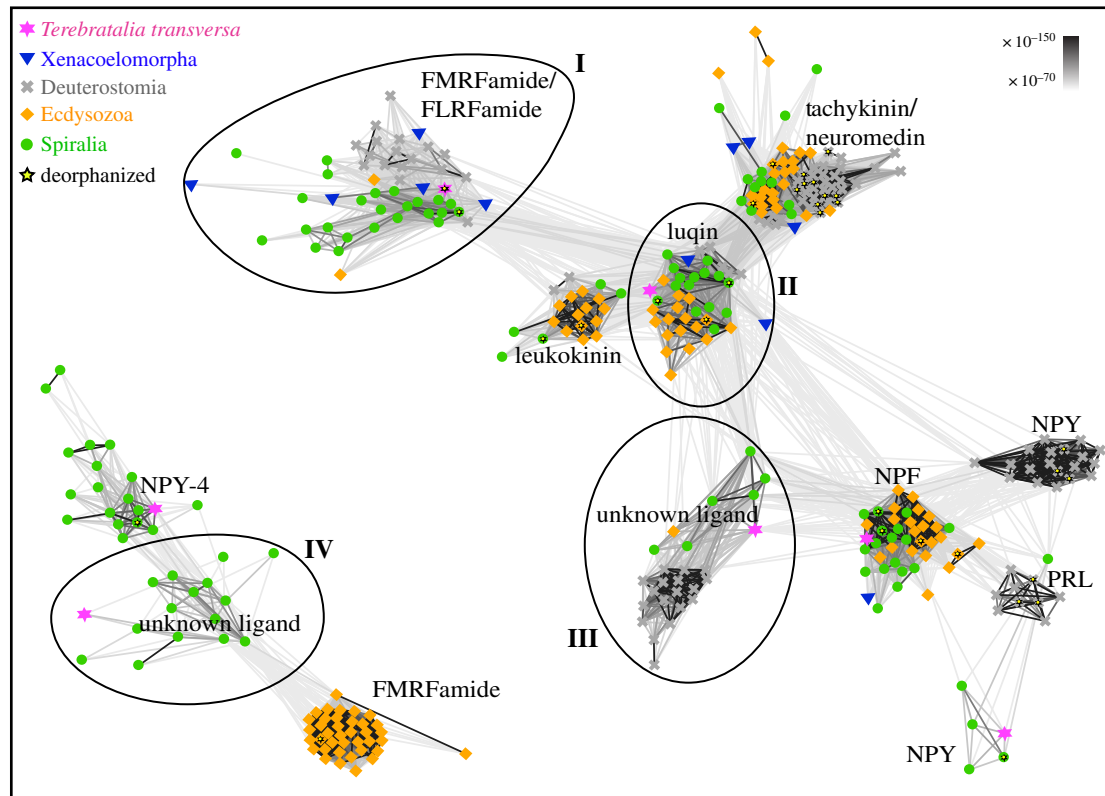 Terebratalia transversa
Xenacoelomorpha
Deuterostomia
Ecdysozoa
Spiralia
deorphanized
× 10⁻¹⁵⁰
× 10⁻⁷⁰
I
FMRFamide/
FLRFamide
tachykinin/
neuromedin
luqin
II
leukokinin
NPY
NPF
NPY-4
unknown ligand
IV
PRL
unknown ligand
III
FMRFamide
NPY